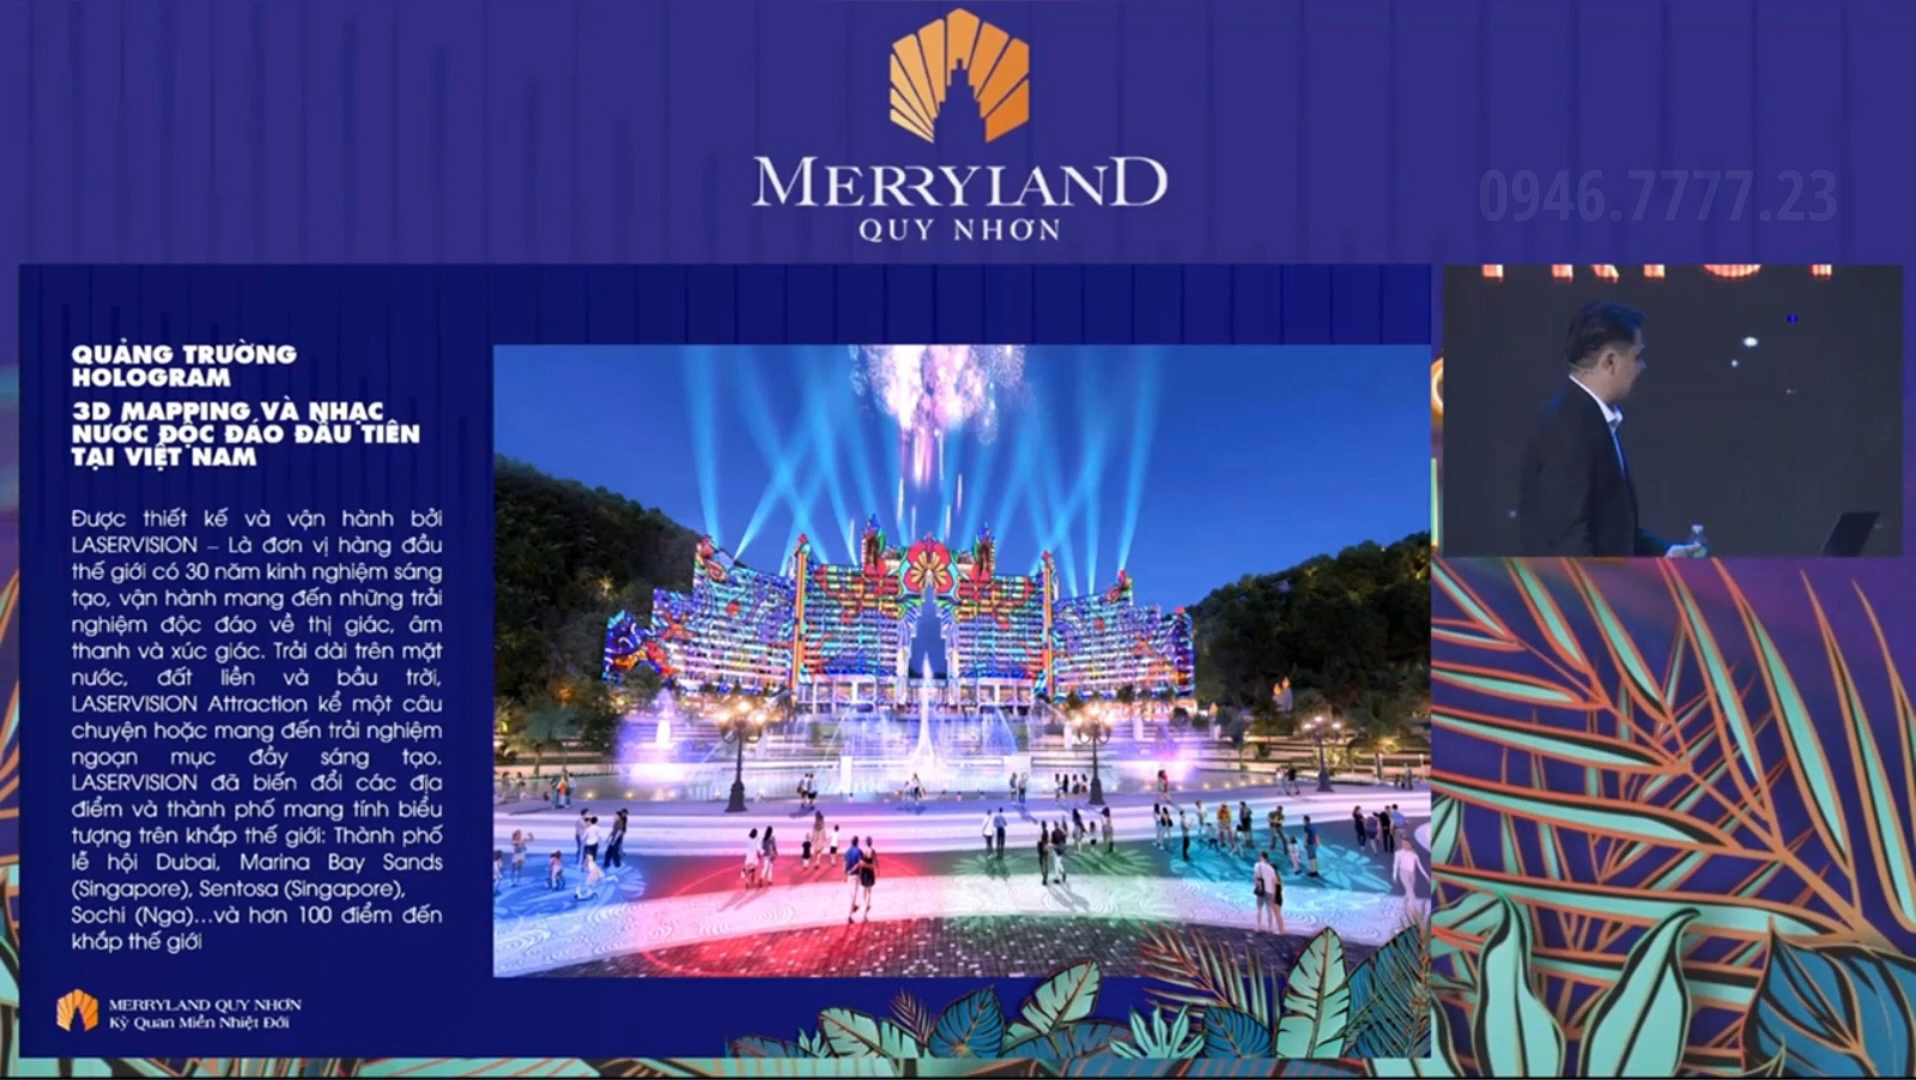 MERRYLAND
QUY NHƠN
0946.7777.23
QUẢNG TRƯỜNG
HOLOGRAM
3D MAPPING VÀ NHẠC
NƯỚC ĐỘC ĐÁO ĐẦU TIÊN
TẠI VIỆT NAM
Được thiết kế và vận hành bởi
LASERVISION – Là đơn vị hàng đầu
thế giới có 30 năm kinh nghiệm sáng
tạo, vận hành mang đến những trải
nghiệm độc đáo về thị giác, âm
thanh và xúc giác. Trải dài trên mặt
nước, đất liền và bầu trời,
LASERVISION Attraction kể một câu
chuyện hoặc mang đến trải nghiệm
ngoạn mục đầy sáng tạo.
LASERVISION đã biến đổi các địa
điểm và thành phố mang tính biểu
tượng trên khắp thế giới: Thành phố
lễ hội Dubai, Marina Bay Sands
(Singapore), Sentosa (Singapore),
Sochi (Nga)...và hơn 100 điểm đến
khắp thế giới
MERRYLAND QUY NHƠN
Kỳ Quan Miền Nhiệt Đới